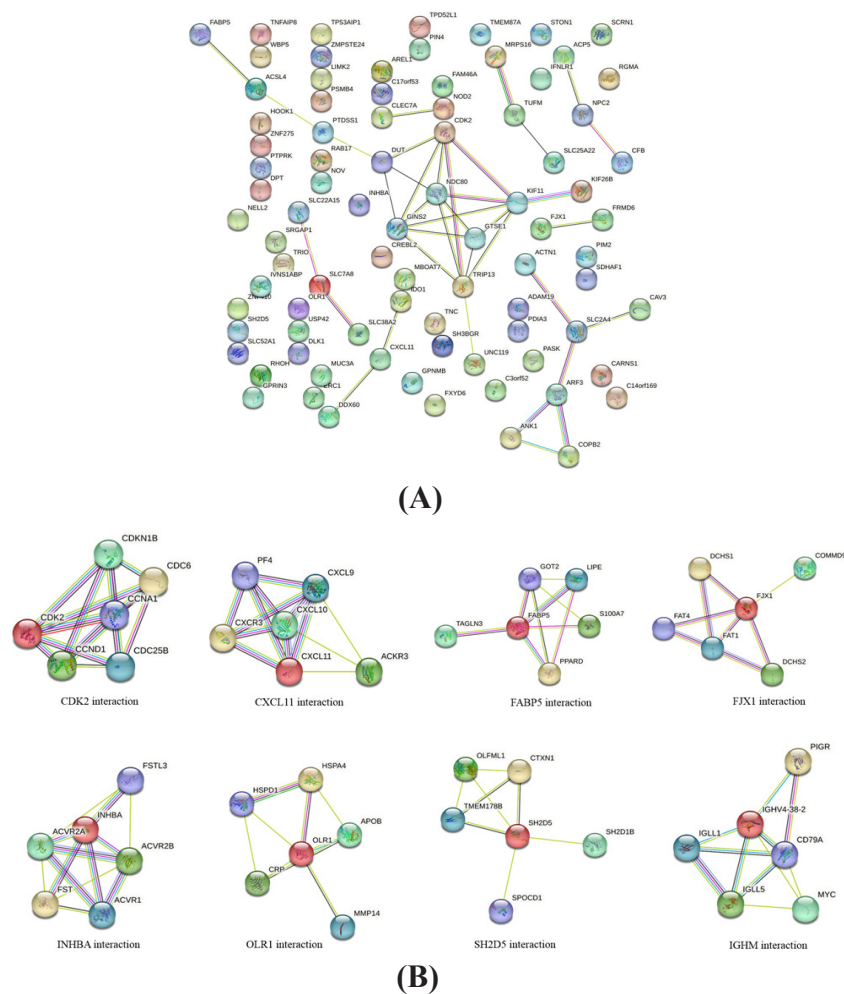 FABP5 TNFAIP8 TP53AIP1 TPD52L1 TMEM87A STON1 SCRN1
WBP5 ZMPSTE24 PIN4 MRPS16 ACP5
ACSL4 LIMK2 AREL1 FAM46A IFNLR1 RGMA
PSMB4 C17orf53 NOD2
HOOK1 PTDSS1 CLEC7A CDK2 TUFM NPC2
ZNF275 RAB17 DUT SLC25A22 CFB
PTPRK NOV NDC80 KIF11 KIF26B
DPT INHBA
NELL2 SLC22A15 GINS2 GTSE1 FJX1 FRMD6
SRGAP1 CREBL2 ACTN1 PIM2
TRIO MBOAT7 SDHAF1
IVNS1ABP SLC7A8 IDO1 TRIP13
OLR1 ADAM19 SLC2A4 CAV3
SH2D5 USP42 SLC38A2 TNC PDIA3
SLC52A1 DLK1 CXCL11 SH3BGR UNC119 PASK
RHOH MUC3A GPNMB C3orf52 ARF3 CARNS1
GPRIN3 ERC1 DDX60 FXYD6 C14orf169
ANK1 COPB2
(A)
CDKN1B CDC6 CCNA1 CDK2 CCND1 CDC25B
PF4 CXCL9 CXCL10 CXCR3 CXCL11 ACKR3
GOT2 LIPE FABP5 S100A7 TAGLN3 PPARD
DCHS1 COMMD9 FJX1 FAT4 FAT1 DCHS2
CDK2 interaction
CXCL11 interaction
FABP5 interaction
FJX1 interaction
FSTL3 INHBA ACVR2A ACVR2B FST ACVR1
HSPA4 HSPD1 APOB OLR1 CRP MMP14
OLFML1 CTXN1 TMEM178B SH2D5 SH2D1B SPOCD1
PIGR IGHV4-38-2 IGLL1 CD79A IGLL5 MYC
INHBA interaction
OLR1 interaction
SH2D5 interaction
IGHM interaction
(B)